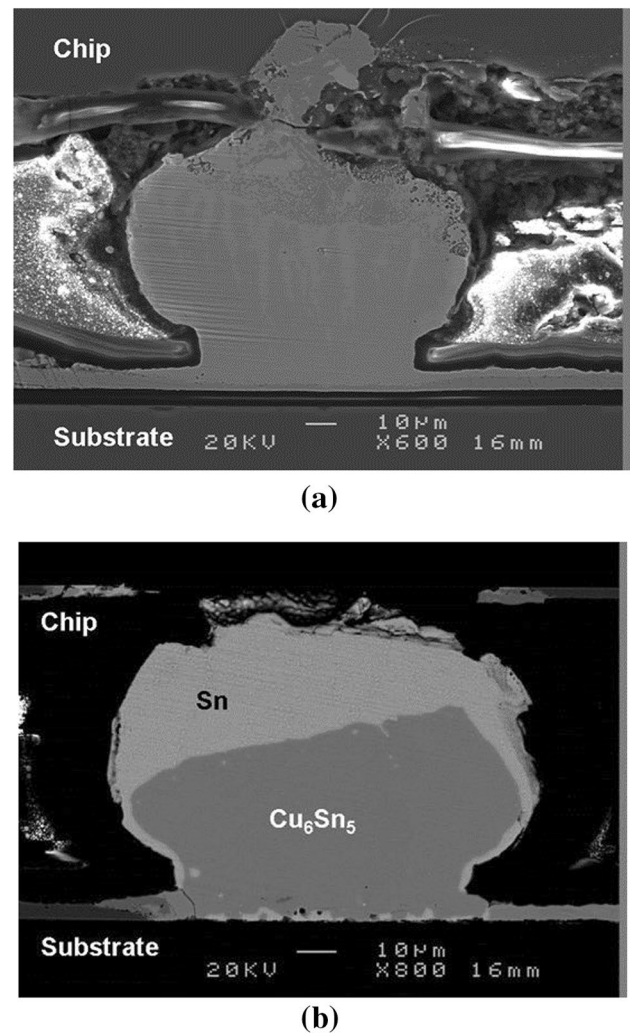 Chip
Substrate 20KV X600 10µm 16mm
(a)
Chip
Sn
Cu₆Sn₅
Substrate 20KV X800 10µm 16mm
(b)